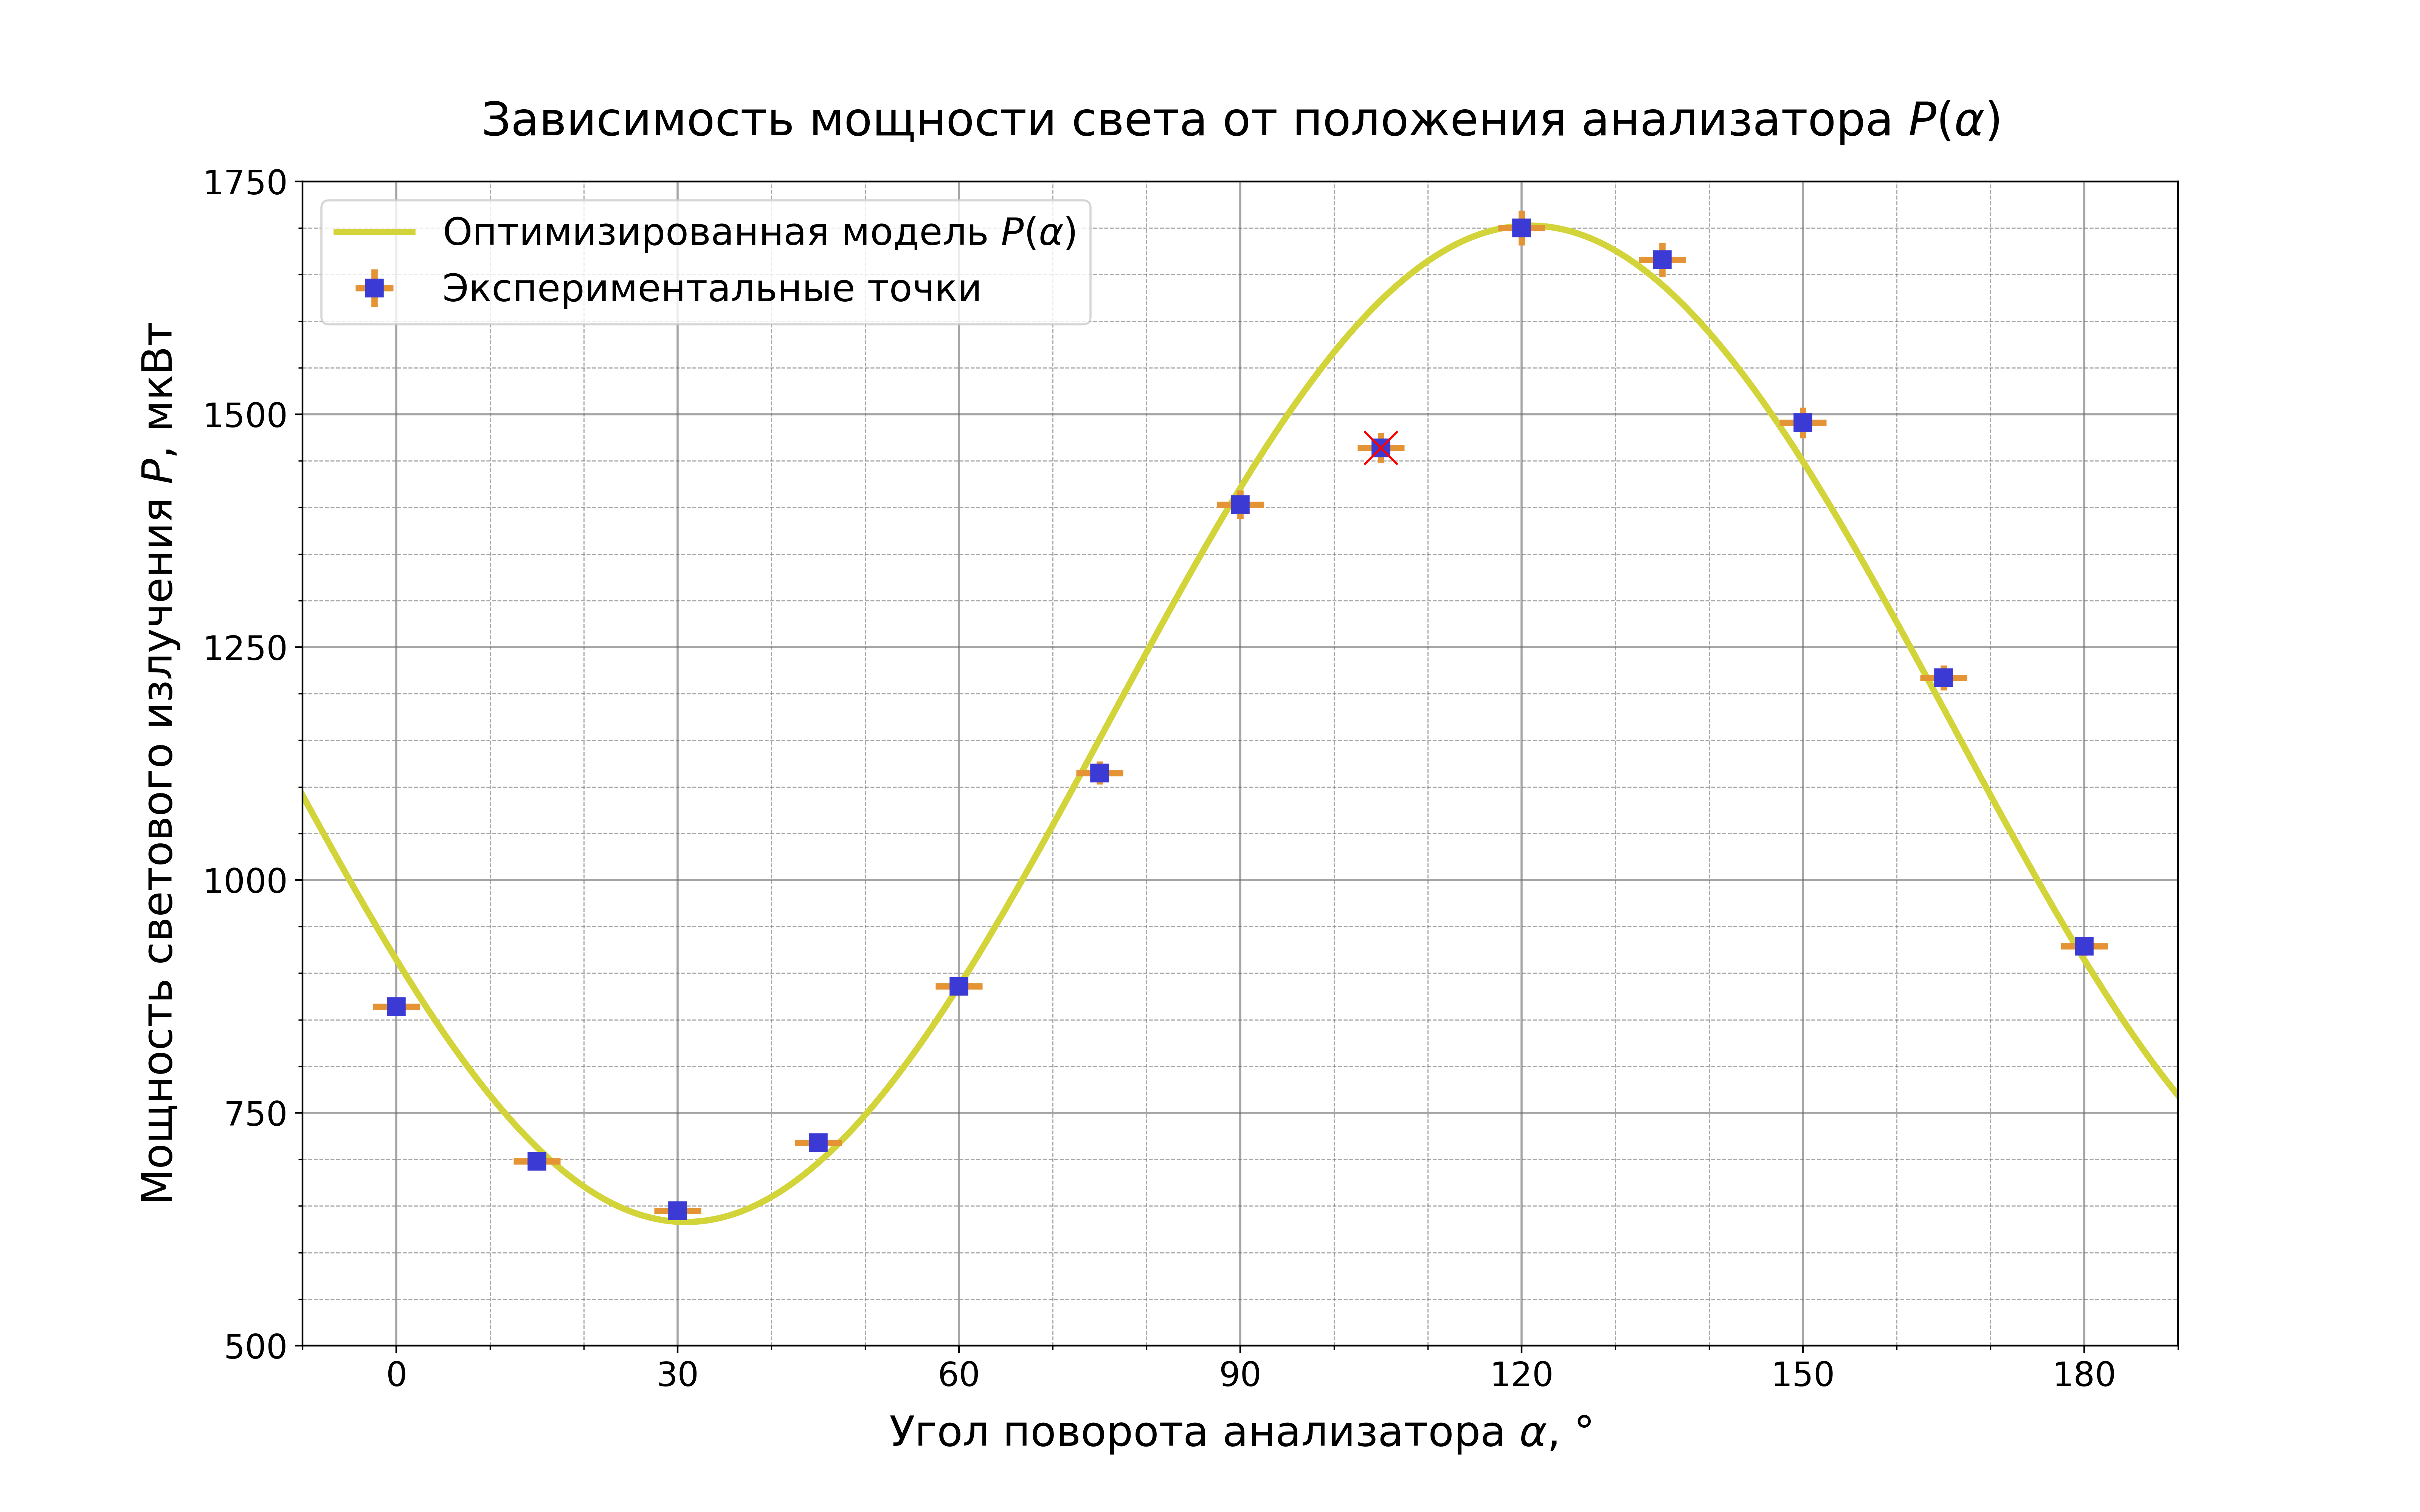 Зависимость мощности света от положения анализатора P(α)
Оптимизированная модель P(α)
Экспериментальные точки
Мощность светового излучения P, мкВт
1750
1500
1250
1000
750
500
0 30 60 90 120 150 180
Угол поворота анализатора α, °